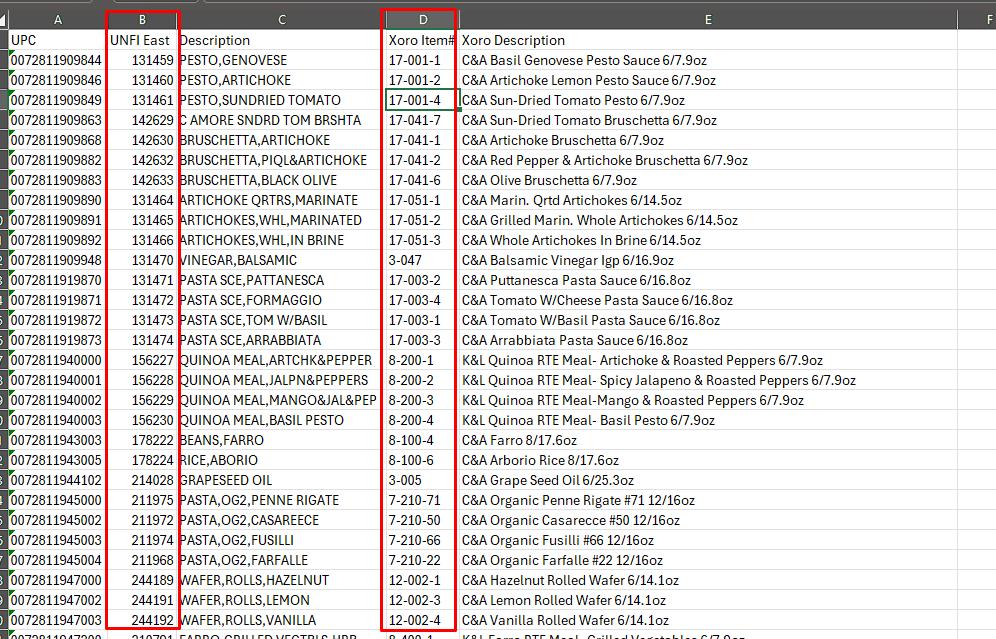 A B C D E F
UPC UNFI East Description Xoro Item# Xoro Description
0072811909844 131459 PESTO,GENOVESE 17-001-1 C&A Basil Genovese Pesto Sauce 6/7.9oz
0072811909846 131460 PESTO,ARTICHOKE 17-001-2 C&A Artichoke Lemon Pesto Sauce 6/7.9oz
0072811909849 131461 PESTO,SUNDRIED TOMATO 17-001-4 C&A Sun-Dried Tomato Pesto 6/7.9oz
0072811909863 142629 C AMORE SNDRD TOM BRSHTA 17-041-7 C&A Sun-Dried Tomato Bruschetta 6/7.9oz
0072811909868 142630 BRUSCHETTA,ARTICHOKE 17-041-1 C&A Artichoke Bruschetta 6/7.9oz
0072811909882 142632 BRUSCHETTA,PIQL&ARTICHOKE 17-041-2 C&A Red Pepper & Artichoke Bruschetta 6/7.9oz
0072811909883 142633 BRUSCHETTA,BLACK OLIVE 17-041-6 C&A Olive Bruschetta 6/7.9oz
0072811909890 131464 ARTICHOKE QRTRS,MARINATE 17-051-1 C&A Marin. Qrtd Artichokes 6/14.5oz
0072811909891 131465 ARTICHOKES,WHL,MARINATED 17-051-2 C&A Grilled Marin. Whole Artichokes 6/14.5oz
0072811909892 131466 ARTICHOKES,WHL,IN BRINE 17-051-3 C&A Whole Artichokes In Brine 6/14.5oz
0072811909948 131470 VINEGAR,BALSAMIC 3-047 C&A Balsamic Vinegar Igp 6/16.9oz
0072811919870 131471 PASTA SCE,PATTANESCA 17-003-2 C&A Puttanesca Pasta Sauce 6/16.8oz
0072811919871 131472 PASTA SCE,FORMAGGIO 17-003-4 C&A Tomato W/Cheese Pasta Sauce 6/16.8oz
0072811919872 131473 PASTA SCE,TOM W/BASIL 17-003-1 C&A Tomato W/Basil Pasta Sauce 6/16.8oz
0072811919873 131474 PASTA SCE,ARRABBIATA 17-003-3 C&A Arrabbiata Pasta Sauce 6/16.8oz
0072811940000 156227 QUINOA MEAL,ARTCHK&PEPPER 8-200-1 K&L Quinoa RTE Meal- Artichoke & Roasted Peppers 6/7.9oz
0072811940001 156228 QUINOA MEAL,JALPN&PEPPERS 8-200-2 K&L Quinoa RTE Meal- Spicy Jalapeno & Roasted Peppers 6/7.9oz
0072811940002 156229 QUINOA MEAL,MANGO&JAL&PEP 8-200-3 K&L Quinoa RTE Meal-Mango & Roasted Peppers 6/7.9oz
0072811940003 156230 QUINOA MEAL,BASIL PESTO 8-200-4 K&L Quinoa RTE Meal- Basil Pesto 6/7.9oz
0072811943003 178222 BEANS,FARRO 8-100-4 C&A Farro 8/17.6oz
0072811943005 178224 RICE,ABORIO 8-100-6 C&A Arborio Rice 8/17.6oz
0072811944102 214028 GRAPESEED OIL 3-005 C&A Grape Seed Oil 6/25.3oz
0072811945000 211975 PASTA,OG2,PENNE RIGATE 7-210-71 C&A Organic Penne Rigate #71 12/16oz
0072811945002 211972 PASTA,OG2,CASAREECE 7-210-50 C&A Organic Casarecce #50 12/16oz
0072811945003 211974 PASTA,OG2,FUSILLI 7-210-66 C&A Organic Fusilli #66 12/16oz
0072811945004 211968 PASTA,OG2,FARFALLE 7-210-22 C&A Organic Farfalle #22 12/16oz
0072811947000 244189 WAFER,ROLLS,HAZELNUT 12-002-1 C&A Hazelnut Rolled Wafer 6/14.1oz
0072811947002 244191 WAFER,ROLLS,LEMON 12-002-3 C&A Lemon Rolled Wafer 6/14.1oz
0072811947003 244192 WAFER,ROLLS,VANILLA 12-002-4 C&A Vanilla Rolled Wafer 6/14.1oz